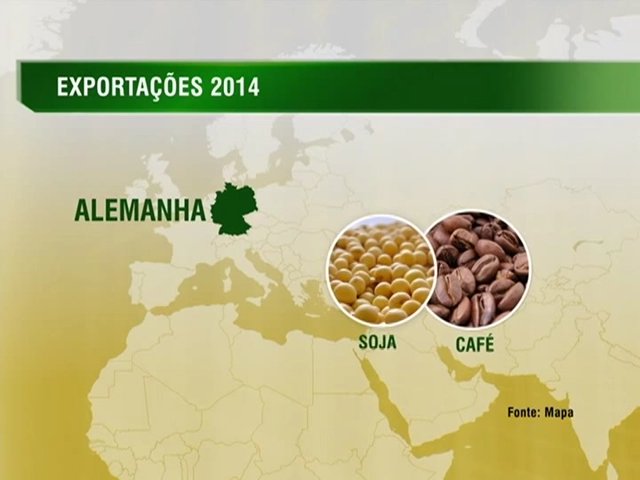 EXPORTAÇÕES 2014
ALEMANHA
SOJA
CAFÉ
Fonte: Mapa